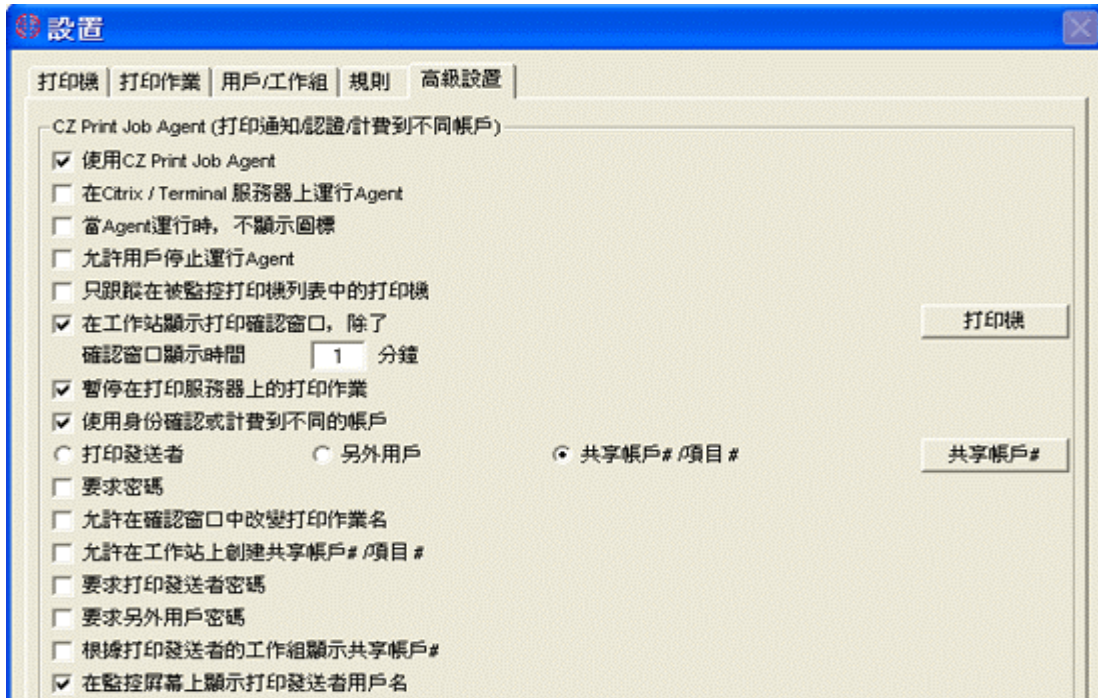 設置
打印機 打印作業 用戶/工作組 規則 高級設置
CZ Print Job Agent (打印通知/認證/計費到不同帳戶)
使用CZ Print Job Agent
在Citrix / Terminal 服務器上運行Agent
當Agent運行時，不顯示圖標
允許用戶停止運行Agent
只跟蹤在被監控打印機列表中的打印機
在工作站顯示打印確認窗口，除了 打印機
確認窗口顯示時間 1 分鐘
暫停在打印服務器上的打印作業
使用身份確認或計費到不同的帳戶
打印發送者 另外用戶 共享帳戶# /項目 # 共享帳戶#
要求密碼
允許在確認窗口中改變打印作業名
允許在工作站上創建共享帳戶# /項目 #
要求打印發送者密碼
要求另外用戶密碼
根據打印發送者的工作組顯示共享帳戶#
在監控屏幕上顯示打印發送者用戶名